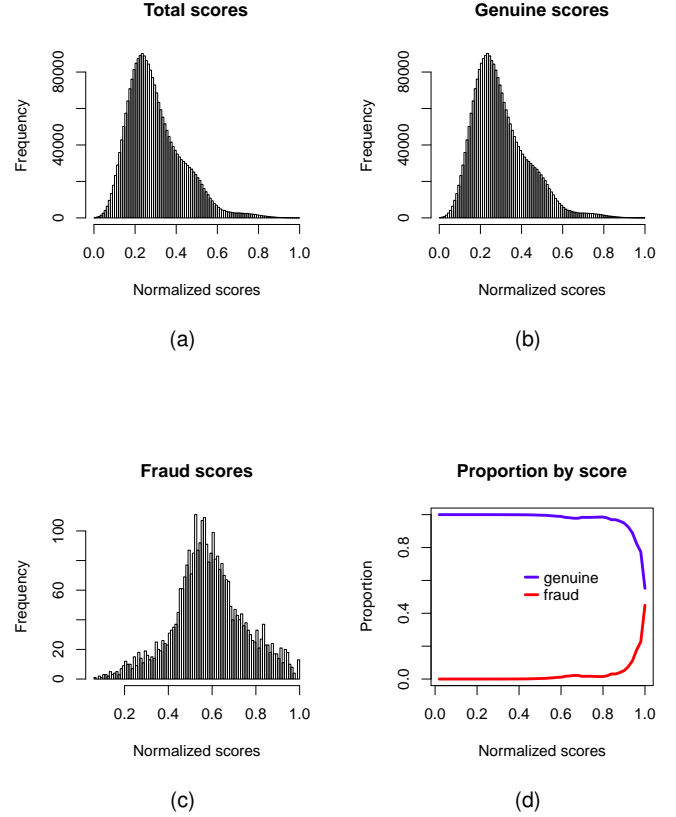 Total scores
Frequency
80000
40000
0
0.0 0.2 0.4 0.6 0.8 1.0
Normalized scores
(a)
Genuine scores
Frequency
80000
40000
0
0.0 0.2 0.4 0.6 0.8 1.0
Normalized scores
(b)
Fraud scores
Frequency
100
60
20
0
0.2 0.4 0.6 0.8 1.0
Normalized scores
(c)
Proportion by score
Proportion
0.8
0.4
0.0
genuine
fraud
0.0 0.2 0.4 0.6 0.8 1.0
Normalized scores
(d)